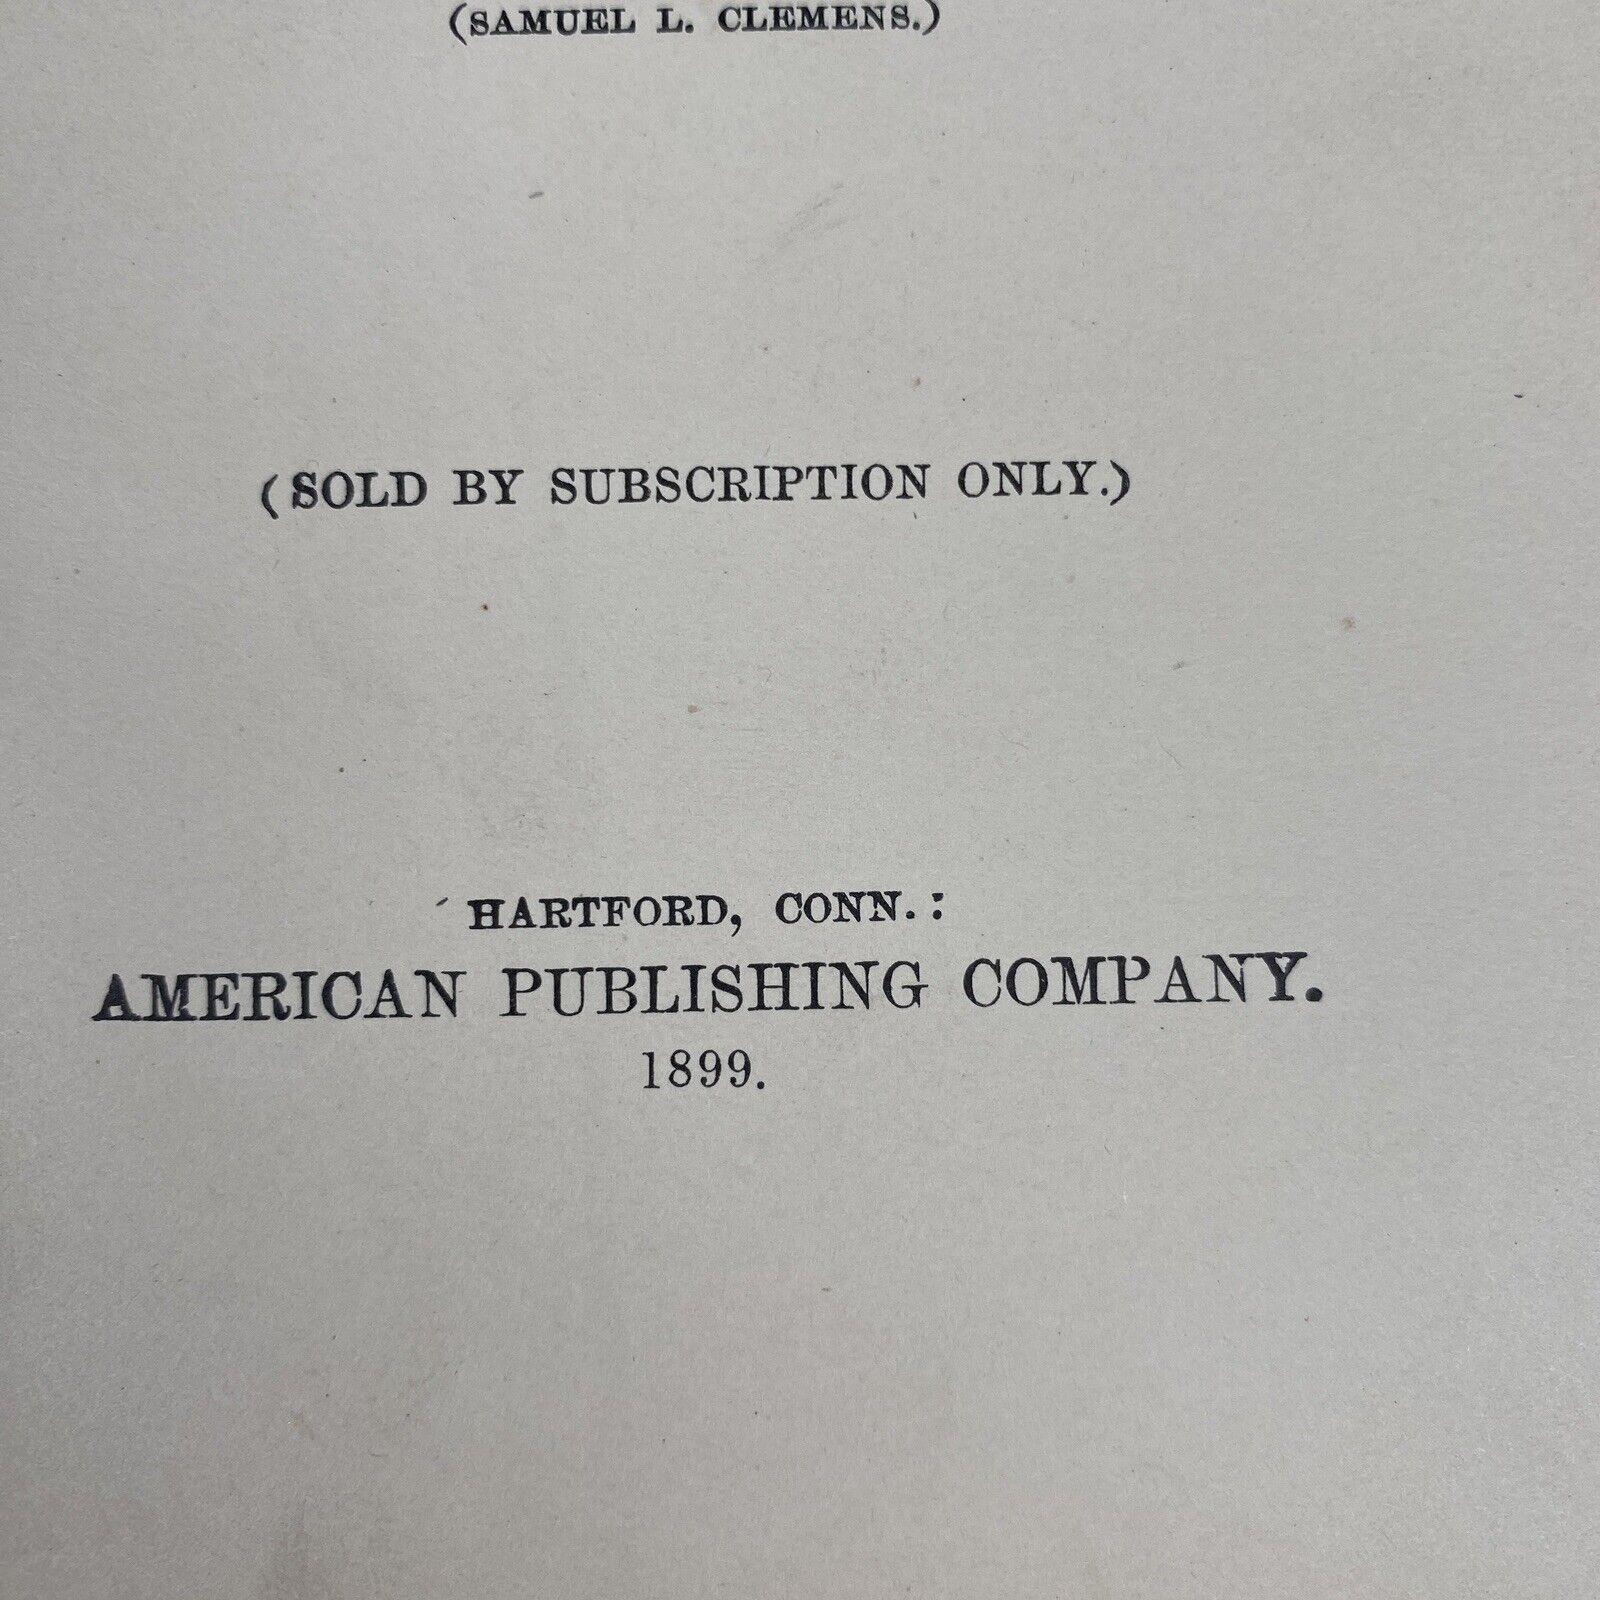 (SAMUEL L. CLEMENS.)
(SOLD BY SUBSCRIPTION ONLY.)
HARTFORD, CONN.:
AMERICAN PUBLISHING COMPANY.
1899.